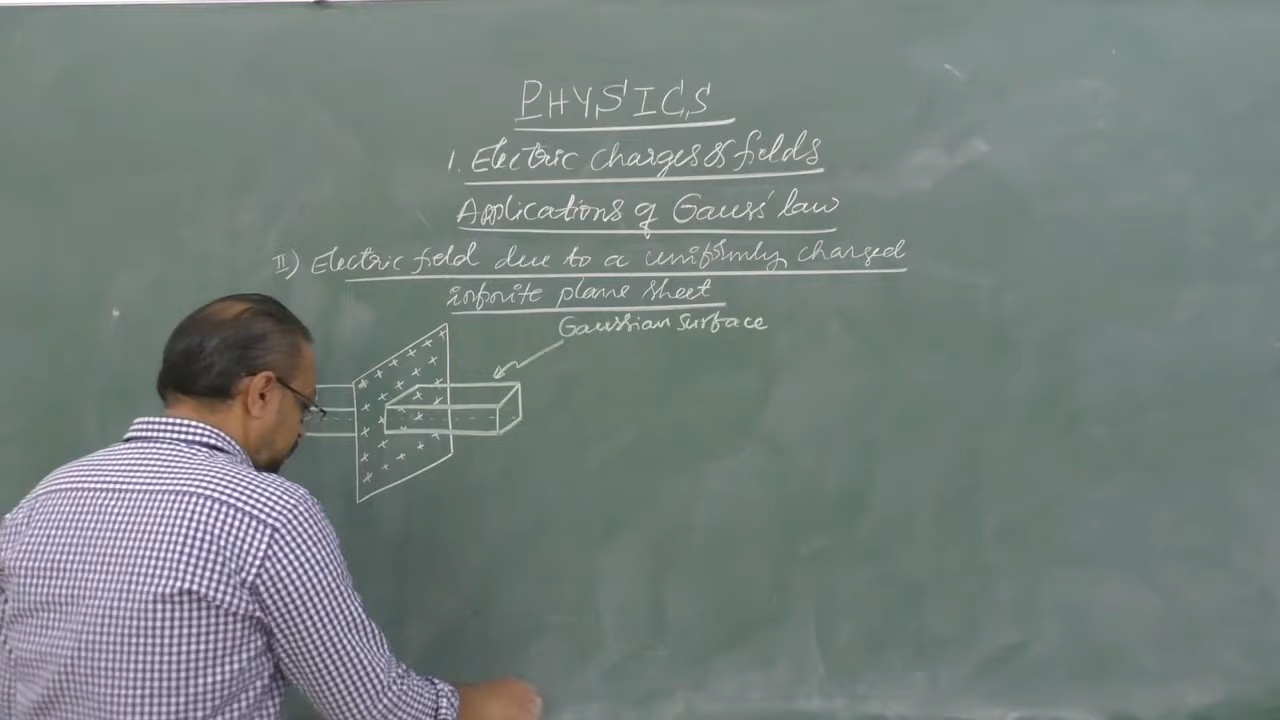 PHYSICS
1. Electric charges & fields
Applications of Gauss' law
II) Electric field due to a uniformly charged
infinite plane sheet
Gaussian surface